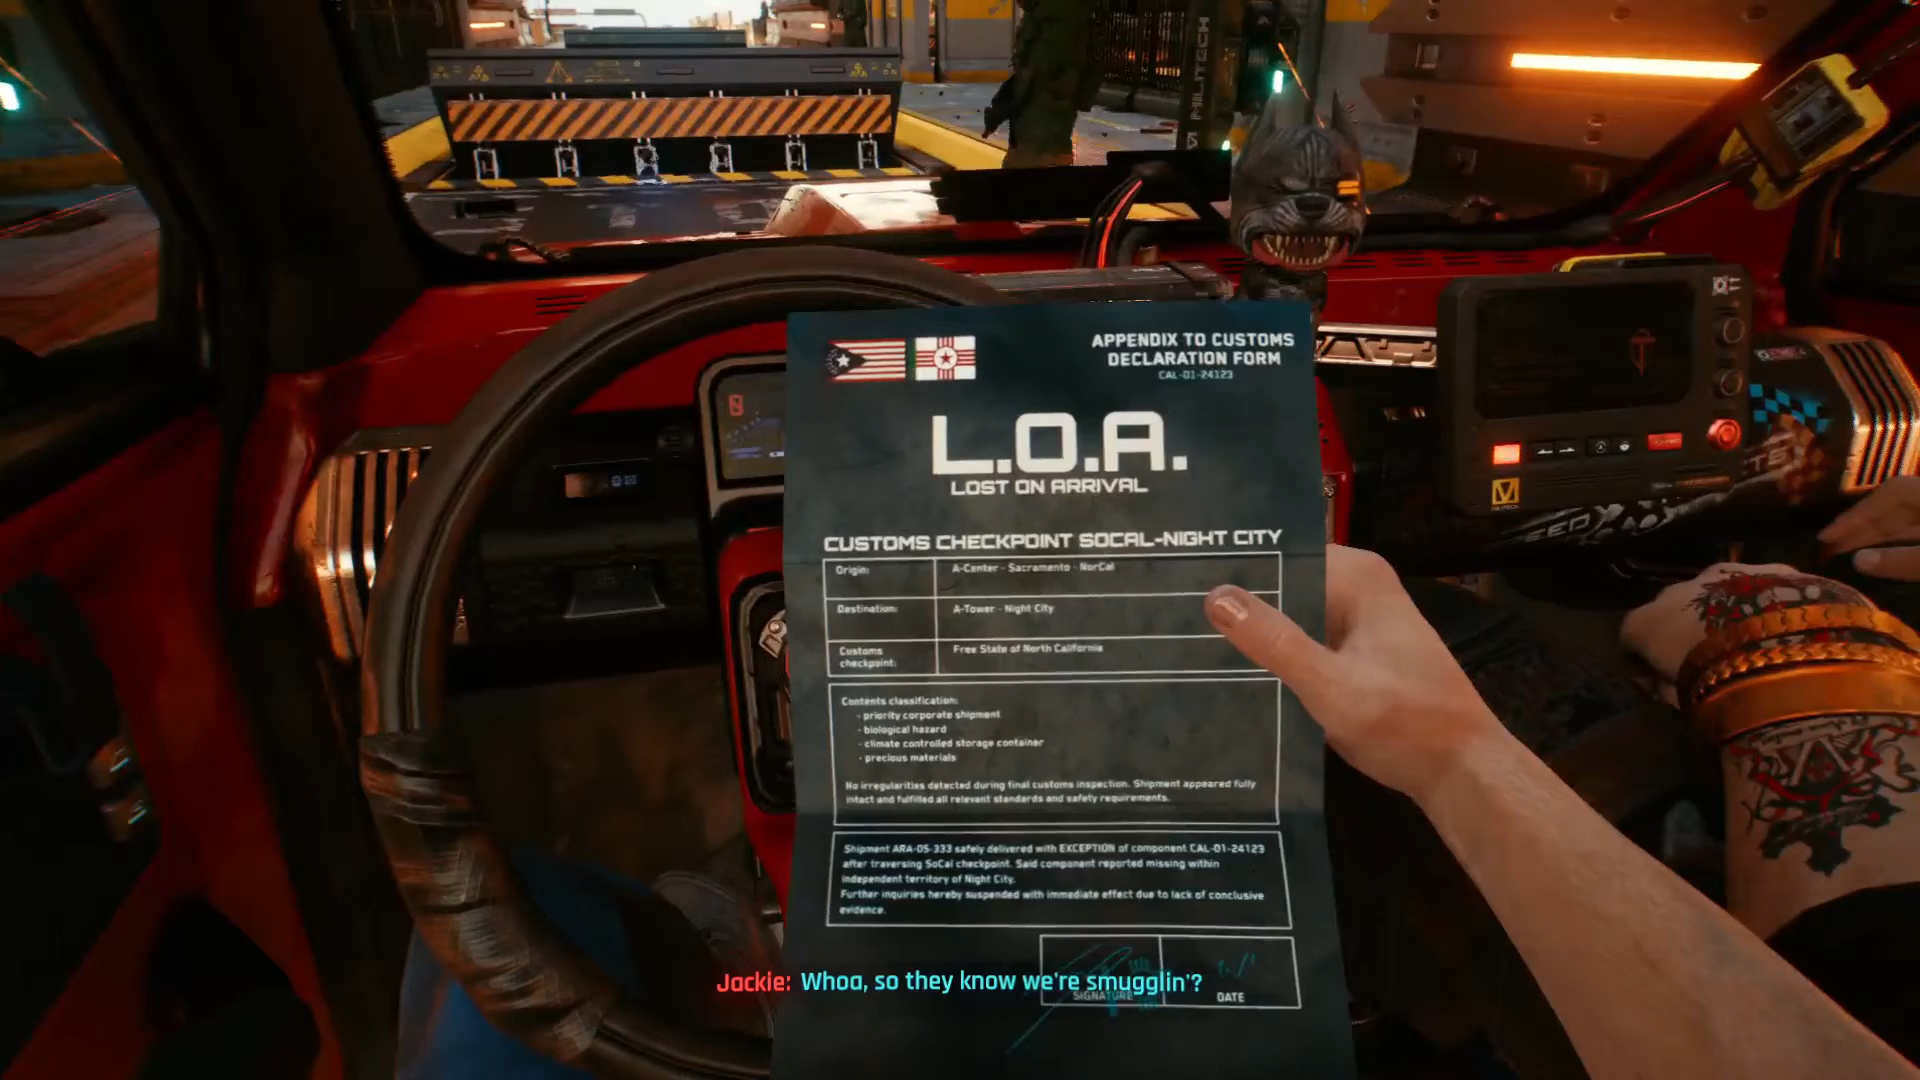 MILITECH
APPENDIX TO CUSTOMS
DECLARATION FORM
CAL-01-24123
L.O.A.
LOST ON ARRIVAL
CUSTOMS CHECKPOINT SOCAL-NIGHT CITY
Origin: A-Center - Sacramento - NorCal
Destination: A-Tower - Night City
Customs checkpoint: Free State of North California
Contents classification:
- priority corporate shipment
- biological hazard
- climate controlled storage container
- precious materials
No irregularities detected during final customs inspection. Shipment appeared fully
intact and fulfilled all relevant standards and safety requirements.
Shipment ARA-05-333 safely delivered with EXCEPTION of component CAL-01-24123
after traversing SoCal checkpoint. Said component reported missing within
independent territory of Night City.
Further inquiries hereby suspended with immediate effect due to lack of conclusive
evidence.
Jackie: Whoa, so they know we're smugglin'?
SIGNATURE
DATE